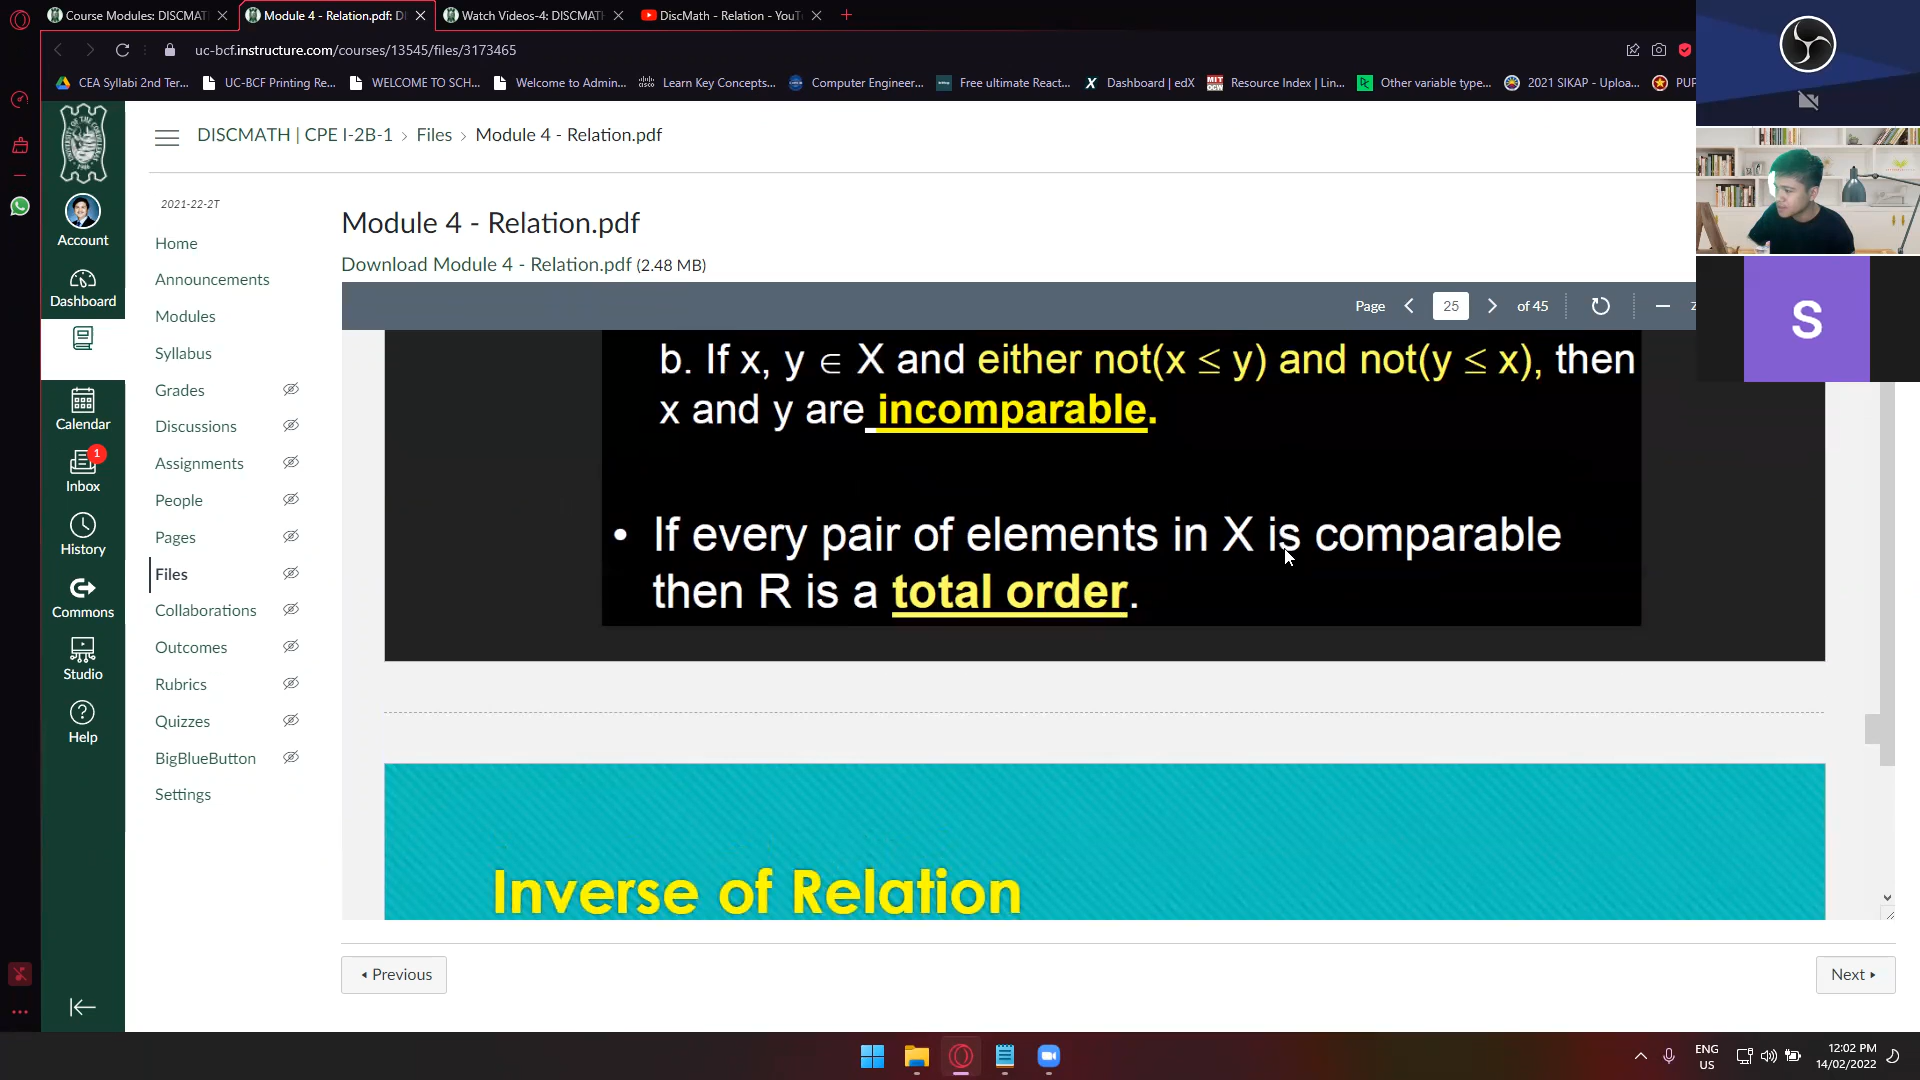 Course Modules: DISCMATH
Module 4 - Relation.pdf: D
Watch Videos-4: DISCMATH
DiscMath - Relation - YouT
uc-bcf.instructure.com/courses/13545/files/3173465
CEA Syllabi 2nd Ter...
UC-BCF Printing Re...
WELCOME TO SCH...
Welcome to Admin...
Learn Key Concepts...
Computer Engineer...
Free ultimate React...
Dashboard | edX
Resource Index | Lin...
Other variable type...
2021 SIKAP - Uploa...
PUP
DISCMATH | CPE I-2B-1 › Files › Module 4 - Relation.pdf
Account
Dashboard
Calendar
1
Inbox
History
Commons
Studio
Help
2021-22-2T
Home
Announcements
Modules
Syllabus
Grades
Discussions
Assignments
People
Pages
Files
Collaborations
Outcomes
Rubrics
Quizzes
BigBlueButton
Settings
Module 4 - Relation.pdf
Download Module 4 - Relation.pdf (2.48 MB)
Page 25 of 45
b. If x, y ∈ X and either not(x ≤ y) and not(y ≤ x), then
x and y are incomparable.
• If every pair of elements in X is comparable
then R is a total order.
Inverse of Relation
Previous
Next
S
ENG
US
12:02 PM
14/02/2022